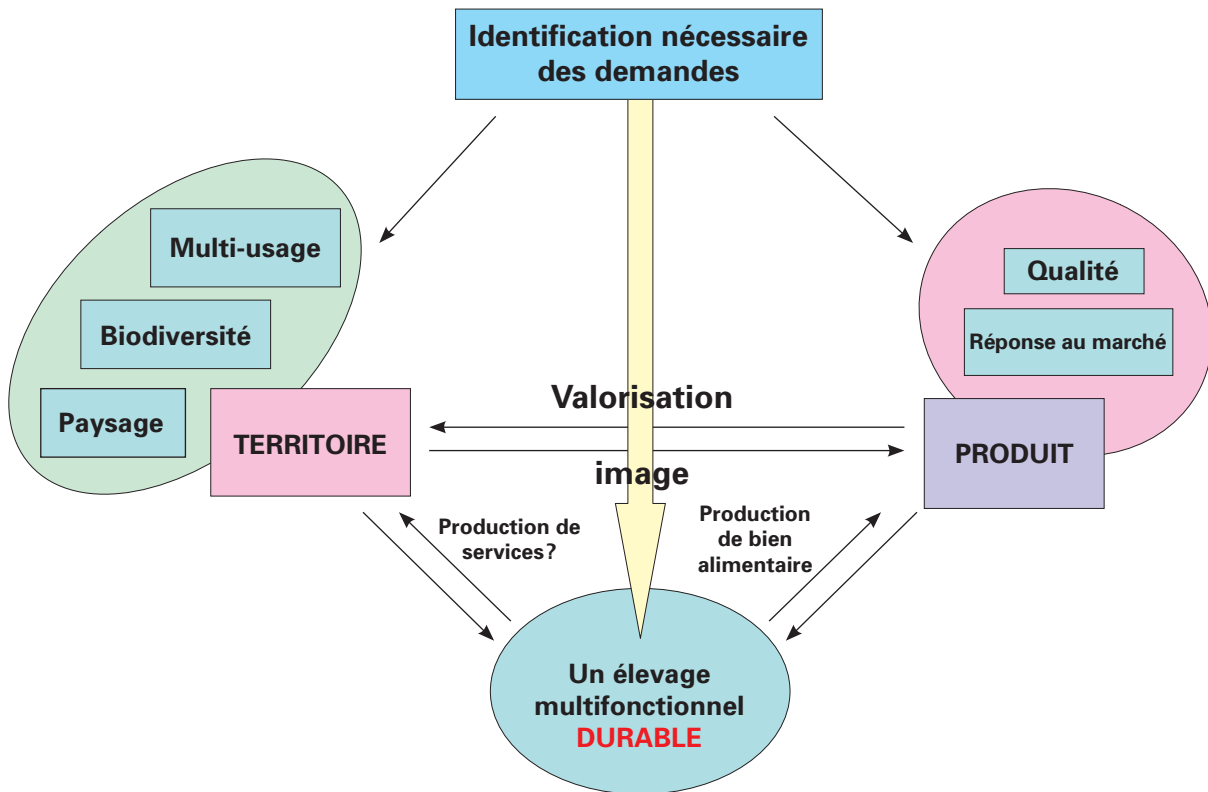 Identification nécessaire
des demandes
Multi-usage
Biodiversité
Paysage
TERRITOIRE
Qualité
Réponse au marché
PRODUIT
Valorisation
image
Production de
services ?
Production
de bien
alimentaire
Un élevage
multifonctionnel
DURABLE